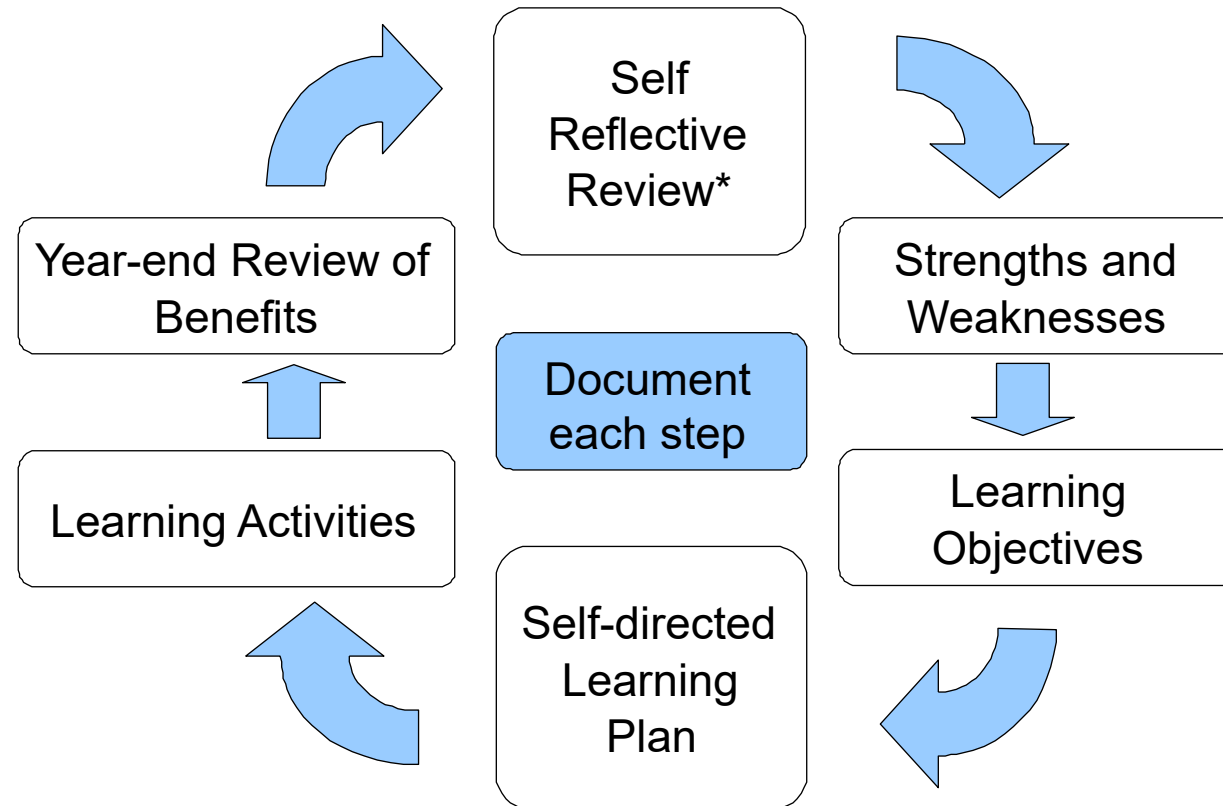 Self
Reflective
Review*
Strengths and
Weaknesses
Learning
Objectives
Self-directed
Learning
Plan
Learning Activities
Year-end Review of
Benefits
Document
each step